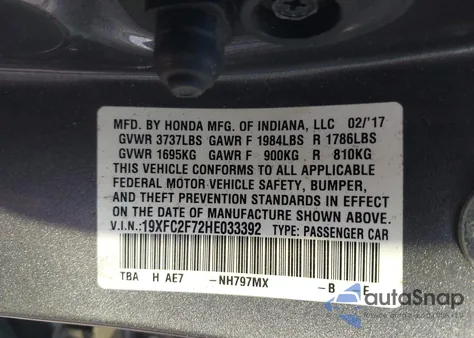 MFD. BY HONDA MFG. OF INDIANA, LLC 02/'17
GVWR 3737LBS GAWR F 1984LBS R 1786LBS
GVWR 1695KG GAWR F 900KG R 810KG
THIS VEHICLE CONFORMS TO ALL APPLICABLE
FEDERAL MOTOR VEHICLE SAFETY, BUMPER,
AND THEFT PREVENTION STANDARDS IN EFFECT
ON THE DATE OF MANUFACTURE SHOWN ABOVE.
V.I.N.:19XFC2F72HE033392 TYPE: PASSENGER CAR
TBA H AE7 -NH797MX -B E
autoSnap